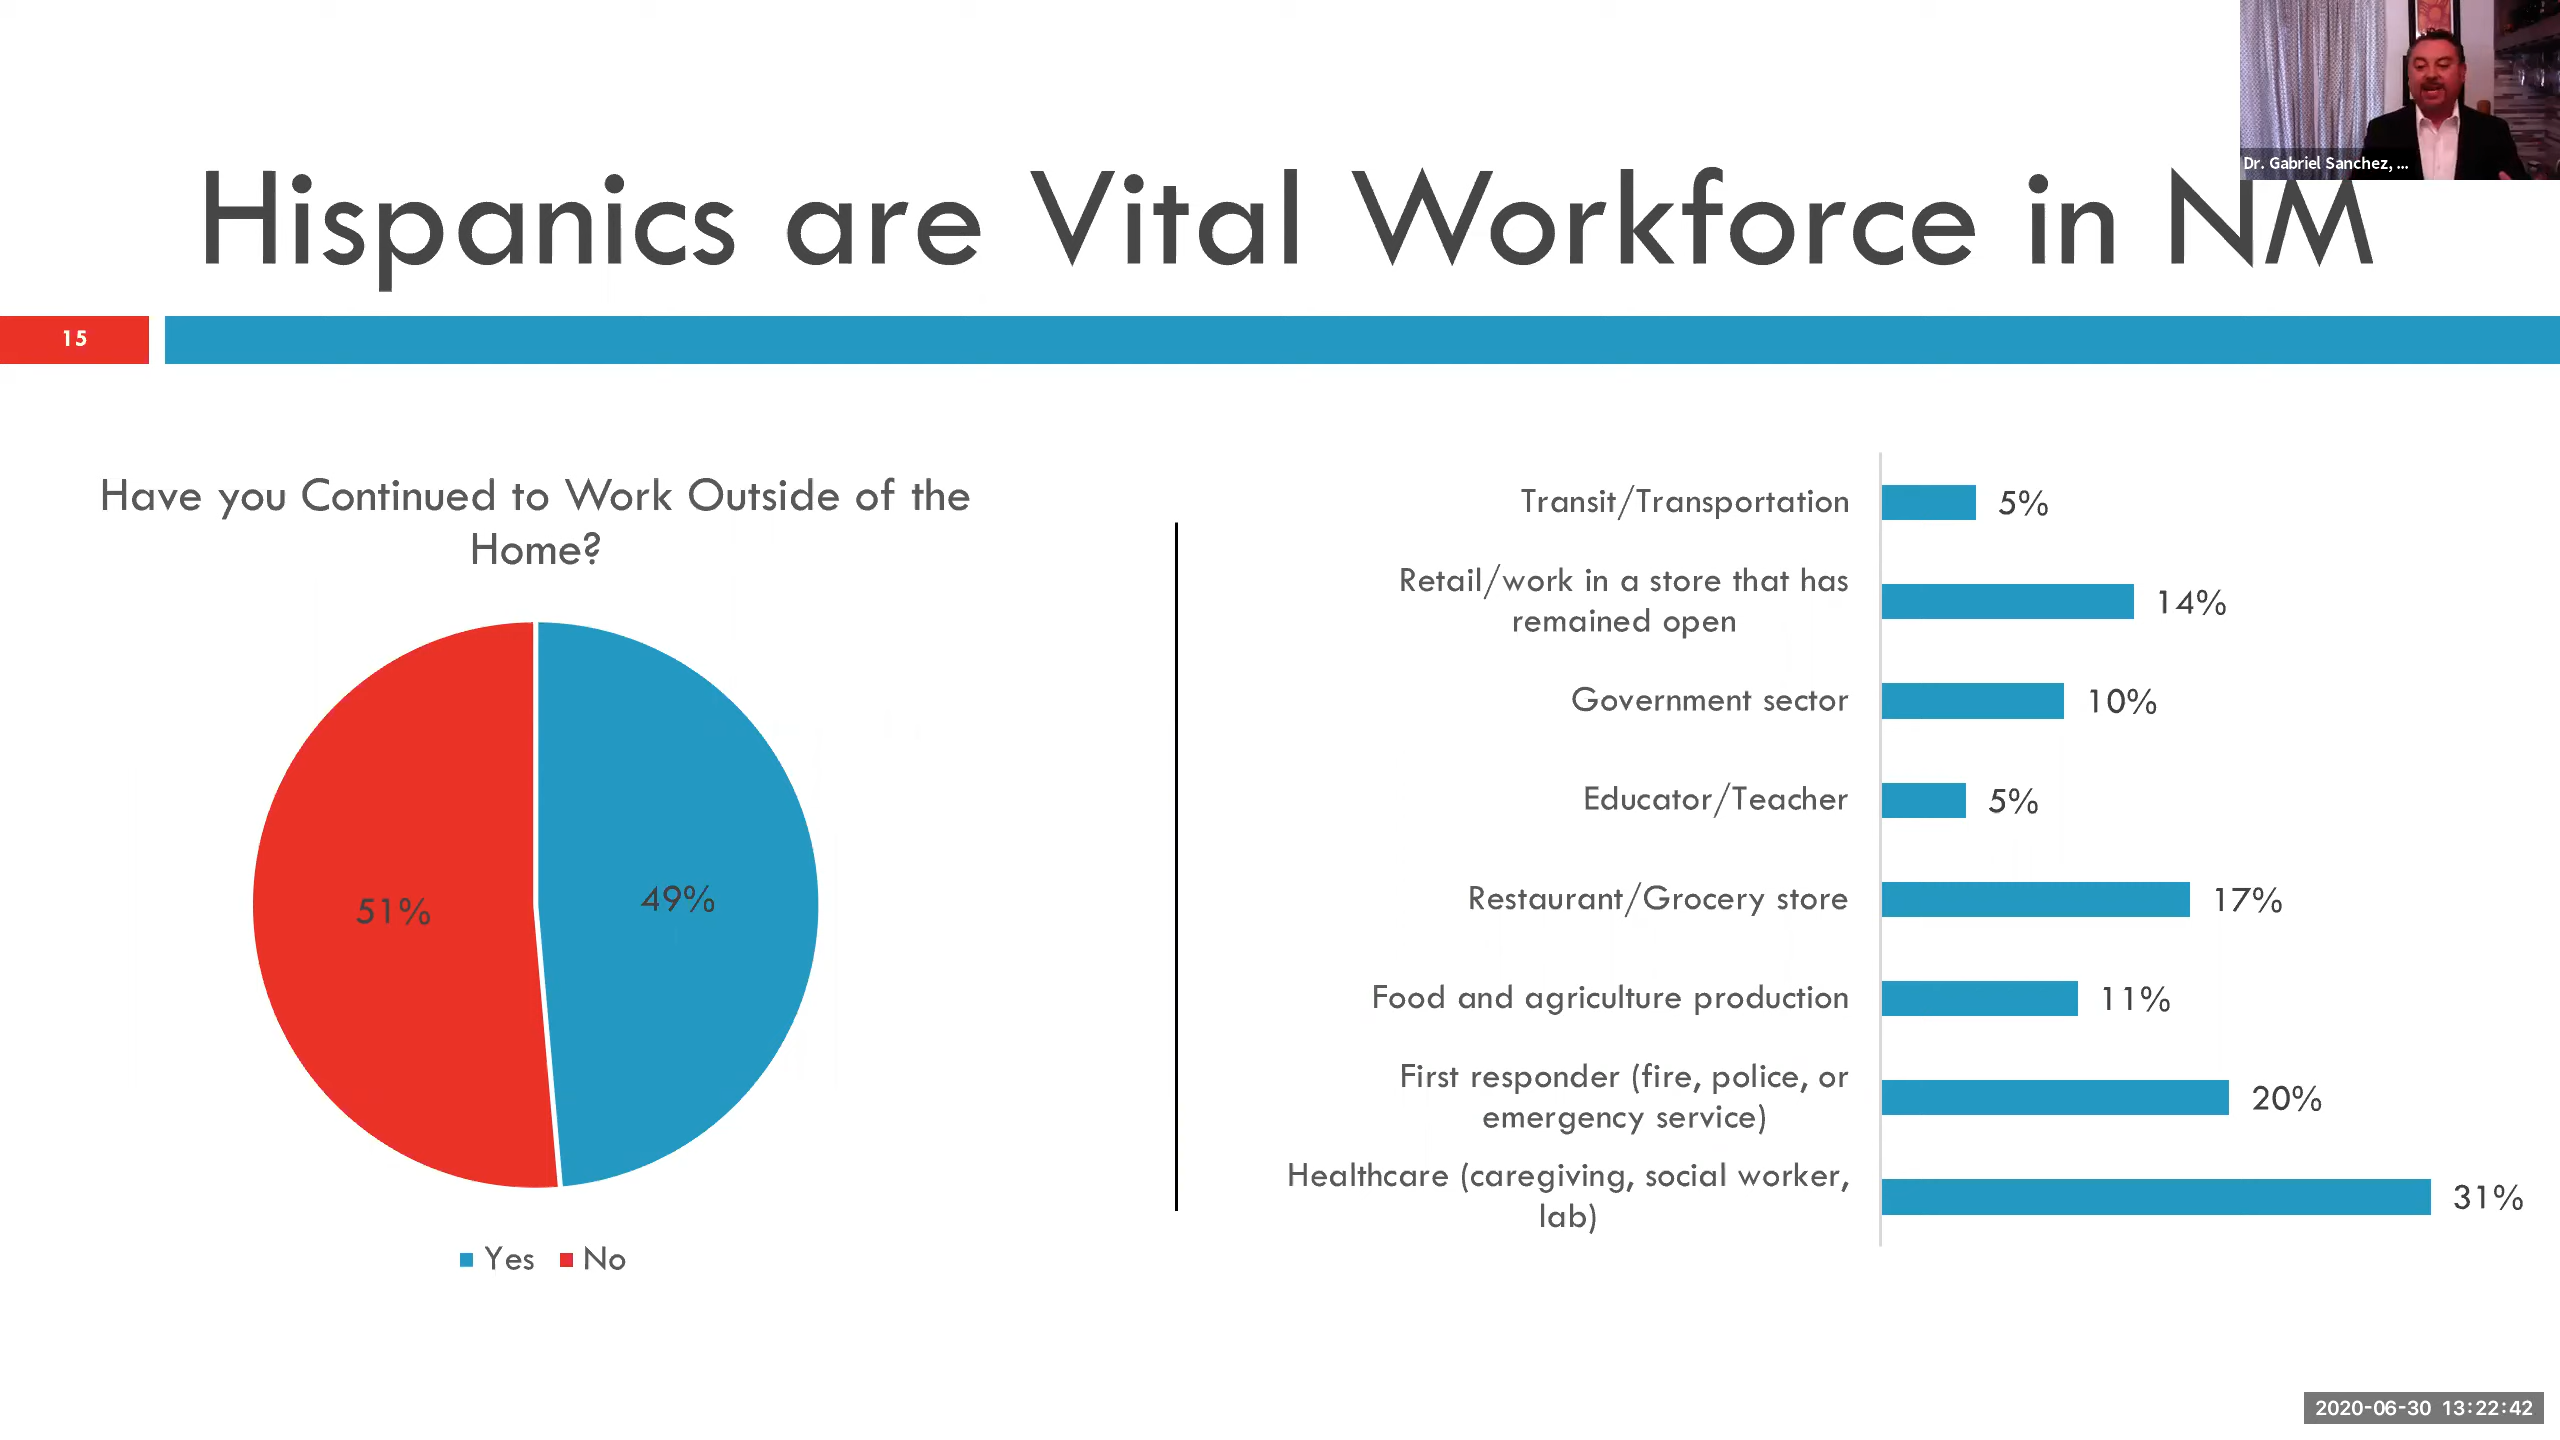 Dr. Gabriel Sanchez, ...
Hispanics are Vital Workforce in NM
15
Have you Continued to Work Outside of the
Home?
51%
49%
Yes No
Transit/Transportation 5%
Retail/work in a store that has
remained open
14%
Government sector 10%
Educator/Teacher 5%
Restaurant/Grocery store 17%
Food and agriculture production 11%
First responder (fire, police, or
emergency service)
20%
Healthcare (caregiving, social worker,
lab)
31%
2020-06-30 13:22:42